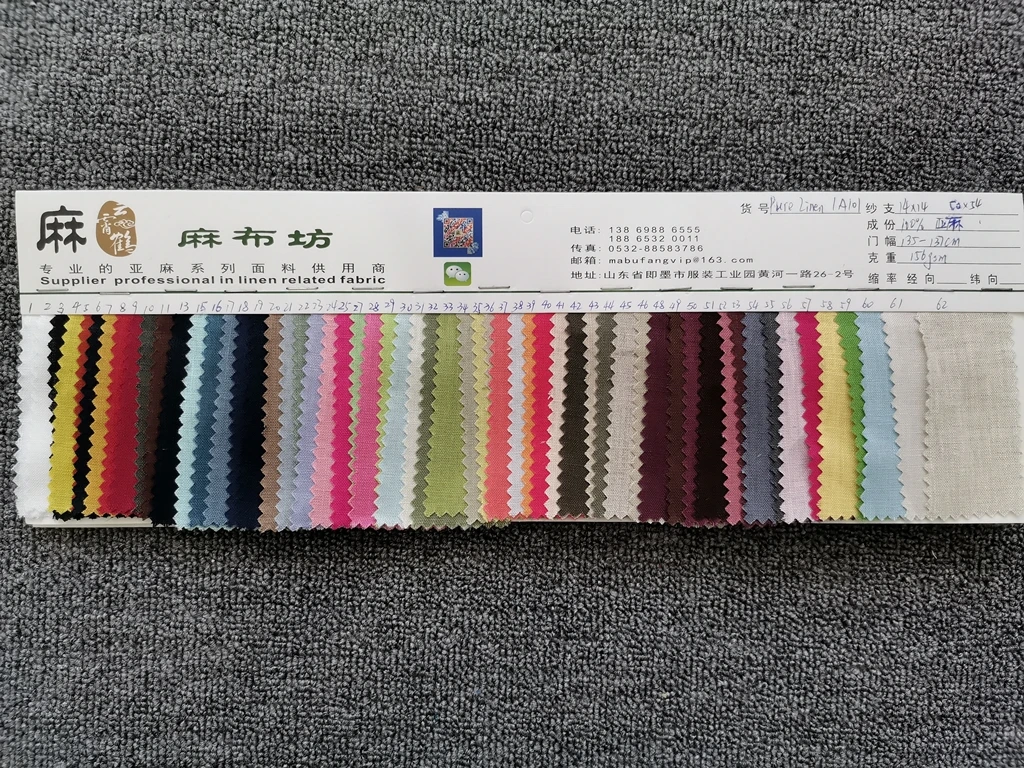 麻 云霄鹤 麻布坊
专业的亚麻系列面料供用商
Supplier professional in linen related fabric
电话: 138 6988 6555
188 6532 0011
传真: 0532-88583786
邮箱: mabufangvip@163.com
地址:山东省即墨市服装工业园黄河一路26-2号
货号 Pure Linen 1A101
纱支 14x14 54x54
成份 100% 亚麻
门幅 135-137cm
克重 156gsm
缩率 经向 纬向
1 2 3 4 5 6 7 8 9 10 11 13 15 16 17 18 19 20 21 22 23 24 25 27 28 29 30 31 32 33 34 35 36 37 38 39 40 41 42 43 44 45 46 48 49 50 51 52 53 54 55 56 57 58 59 60 61 62